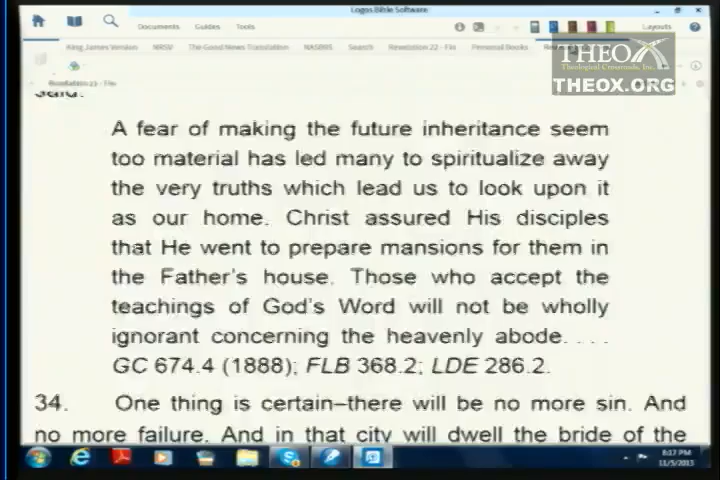 Logos Bible Software
Documents Guides Tools
Layouts
King James Version NRSV The Good News Translation NASB95 Search Revelation 22 - Fin Personal Books
THEOX
Theological Crossroads, Inc.
THEOX.ORG
Revelation 22 - Fin
said:
A fear of making the future inheritance seem
too material has led many to spiritualize away
the very truths which lead us to look upon it
as our home. Christ assured His disciples
that He went to prepare mansions for them in
the Father's house. Those who accept the
teachings of God's Word will not be wholly
ignorant concerning the heavenly abode. . . .
GC 674.4 (1888); FLB 368.2; LDE 286.2.
34. One thing is certain–there will be no more sin. And
no more failure. And in that city will dwell the bride of the
8:17 PM
11/5/2013